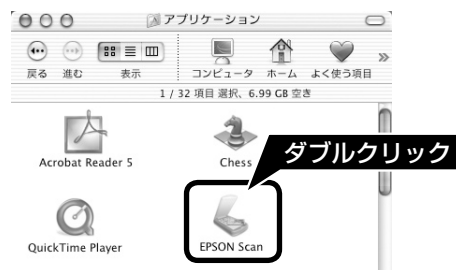 アプリケーション
戻る 進む 表示 コンピュータ ホーム よく使う項目
1 / 32 項目 選択、6.99 GB 空き
Acrobat Reader 5 Chess
ダブルクリック
QuickTime Player EPSON Scan